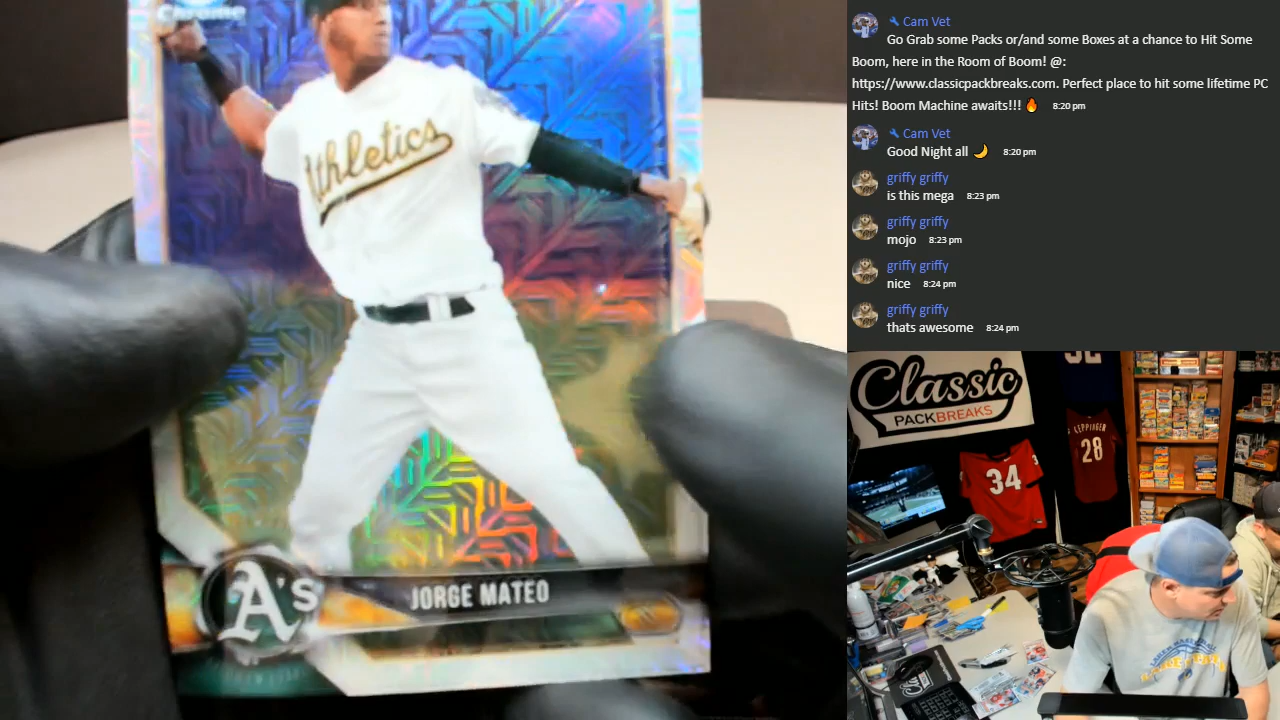 Chrome
Athletics
A's
JORGE MATEO
Cam Vet
Go Grab some Packs or/and some Boxes at a chance to Hit Some
Boom, here in the Room of Boom! @:
https://www.classicpackbreaks.com. Perfect place to hit some lifetime PC
Hits! Boom Machine awaits!!! 🔥 8:20 pm
Cam Vet
Good Night all 🌙 8:20 pm
griffy griffy
is this mega 8:23 pm
griffy griffy
mojo 8:23 pm
griffy griffy
nice 8:24 pm
griffy griffy
thats awesome 8:24 pm
Classic
PACKBREAKS
34
LEPPINGER
28